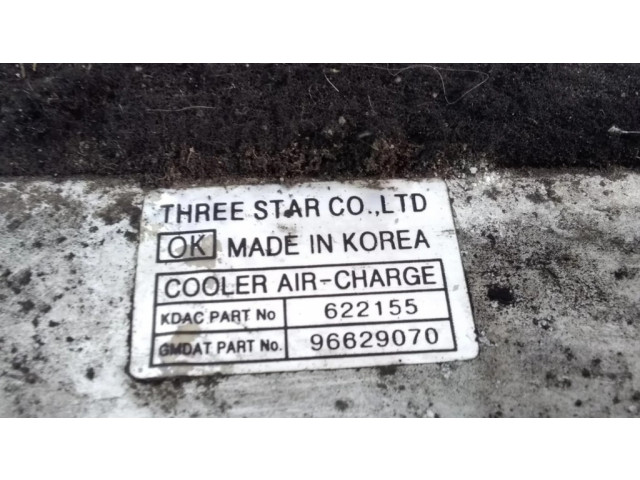 THREE STAR CO.,LTD
OK MADE IN KOREA
COOLER AIR-CHARGE
KDAC PART No 622155
GMDAT PART No. 96629070